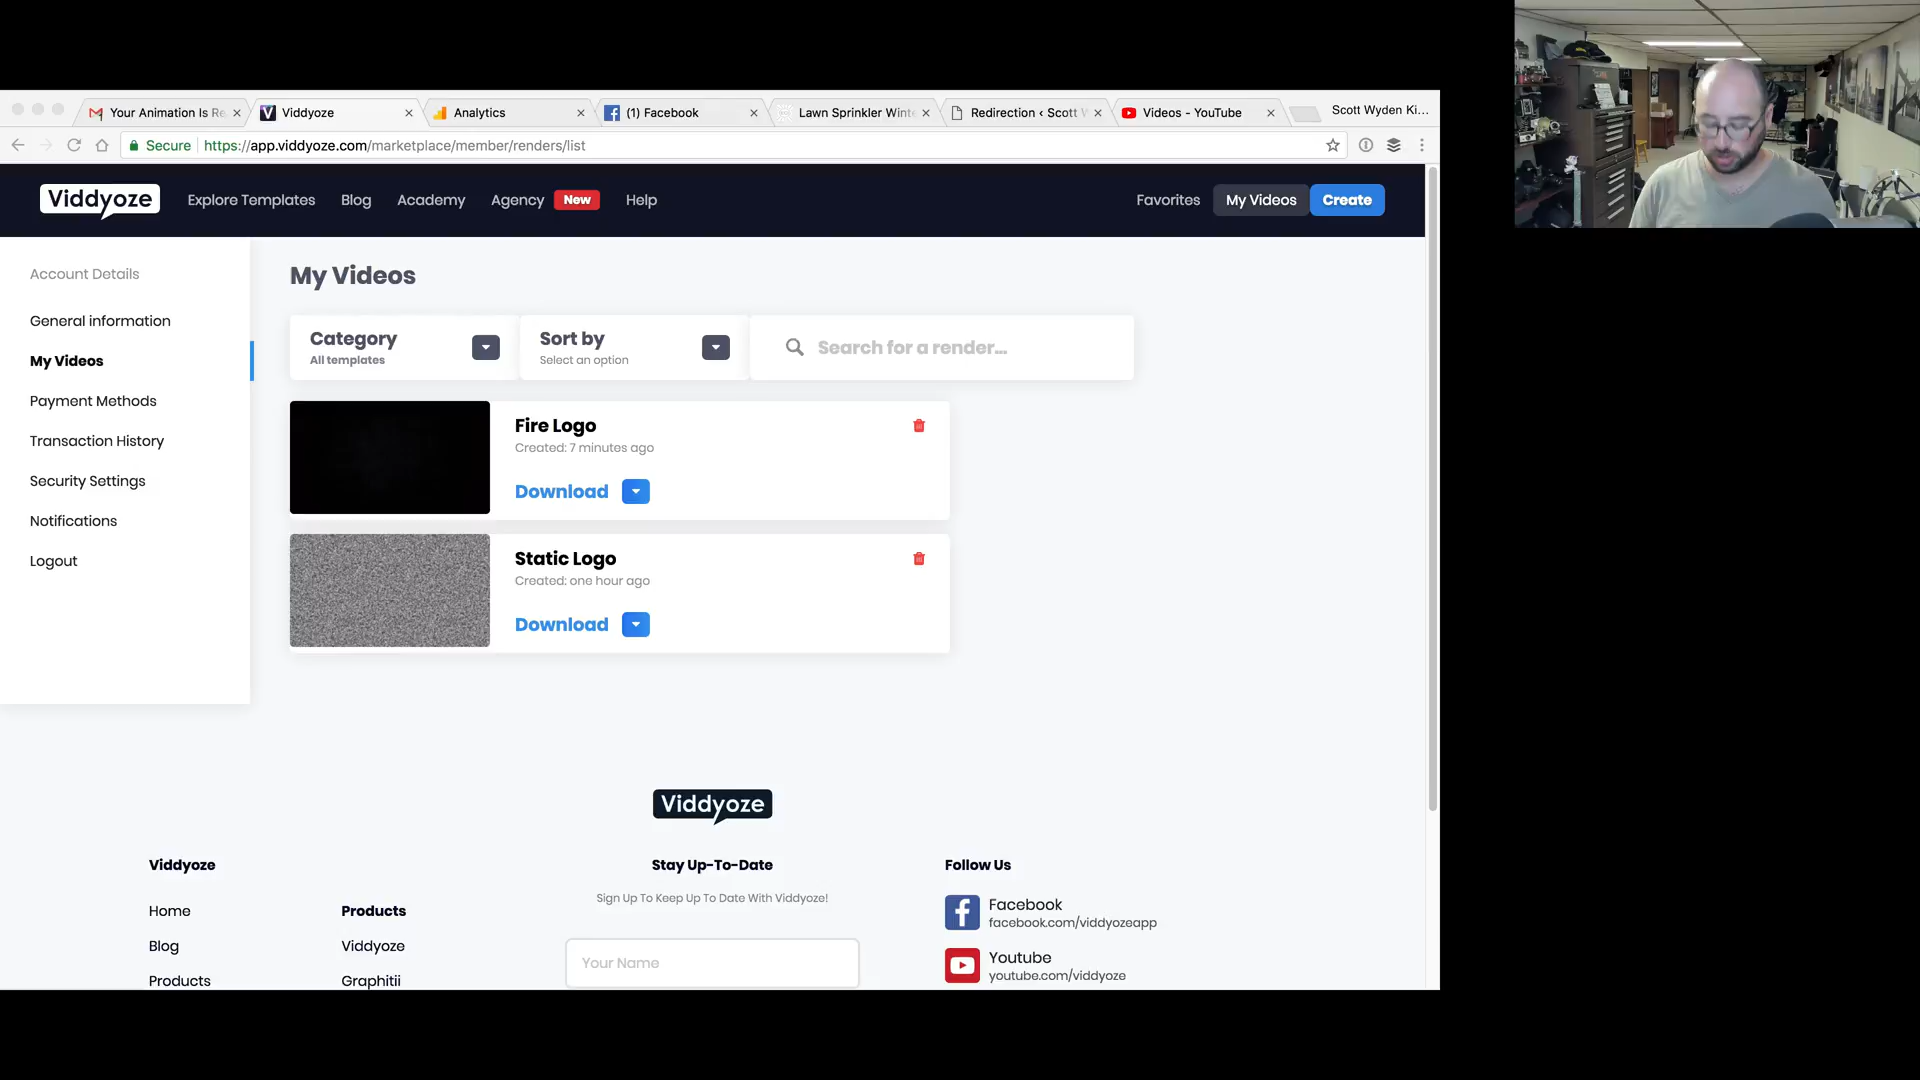 Your Animation Is Re
Viddyoze
Analytics
(1) Facebook
Lawn Sprinkler Winte
Redirection ‹ Scott W
Videos - YouTube
Scott Wyden Ki...
Secure
https://app.viddyoze.com/marketplace/member/renders/list
Viddyoze
Explore Templates
Blog
Academy
Agency
New
Help
Favorites
My Videos
Create
Account Details
General information
My Videos
Payment Methods
Transaction History
Security Settings
Notifications
Logout
My Videos
Category
All templates
Sort by
Select an option
Search for a render...
Fire Logo
Created: 7 minutes ago
Download
Static Logo
Created: one hour ago
Download
Viddyoze
Viddyoze
Home
Blog
Products
Products
Viddyoze
Graphitii
Stay Up-To-Date
Sign Up To Keep Up To Date With Viddyoze!
Your Name
Follow Us
Facebook
facebook.com/viddyozeapp
Youtube
youtube.com/viddyoze